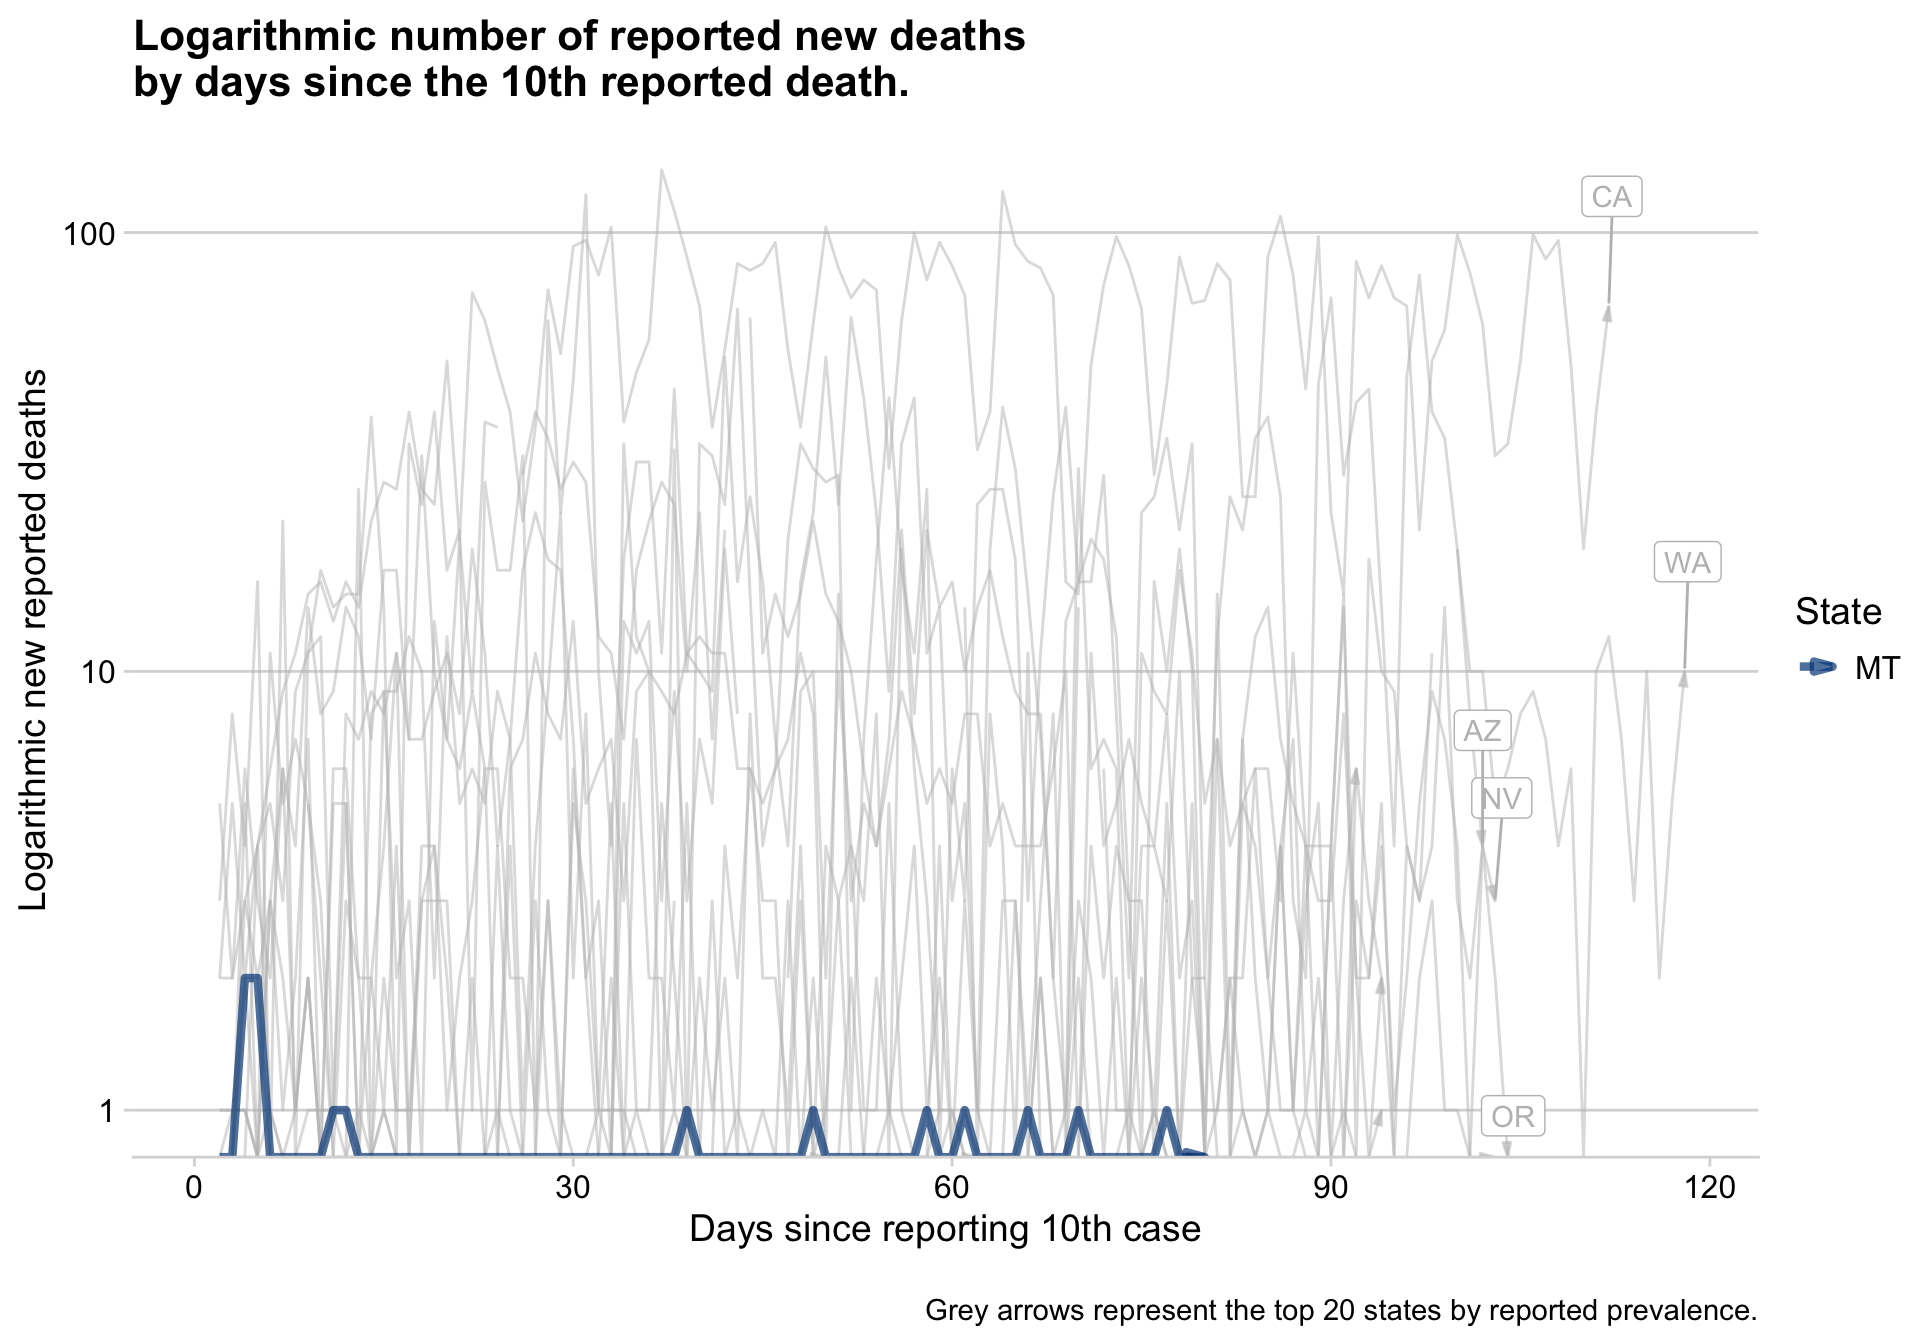 Logarithmic number of reported new deaths
by days since the 10th reported death.
Logarithmic new reported deaths
100
10
1
CA
WA
AZ
NV
OR
State
MT
0
30
60
90
120
Days since reporting 10th case
Grey arrows represent the top 20 states by reported prevalence.